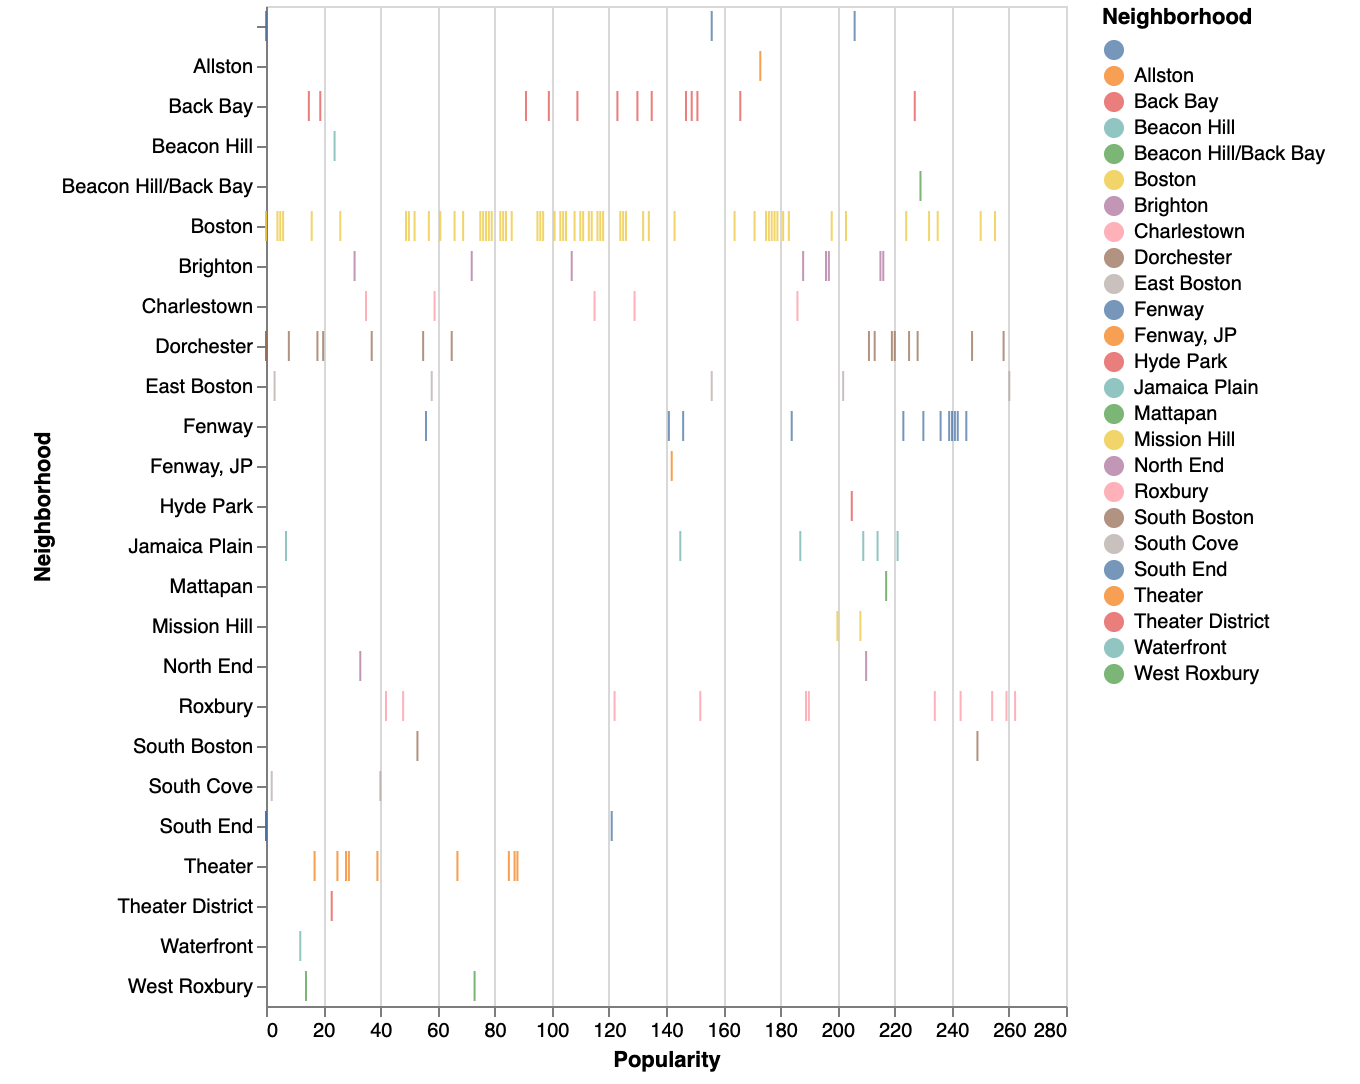 Neighborhood
Allston
Back Bay
Beacon Hill
Beacon Hill/Back Bay
Boston
Brighton
Charlestown
Dorchester
East Boston
Fenway
Fenway, JP
Hyde Park
Jamaica Plain
Mattapan
Mission Hill
North End
Roxbury
South Boston
South Cove
South End
Theater
Theater District
Waterfront
West Roxbury
0 20 40 60 80 100 120 140 160 180 200 220 240 260 280
Popularity
Neighborhood
Allston
Back Bay
Beacon Hill
Beacon Hill/Back Bay
Boston
Brighton
Charlestown
Dorchester
East Boston
Fenway
Fenway, JP
Hyde Park
Jamaica Plain
Mattapan
Mission Hill
North End
Roxbury
South Boston
South Cove
South End
Theater
Theater District
Waterfront
West Roxbury